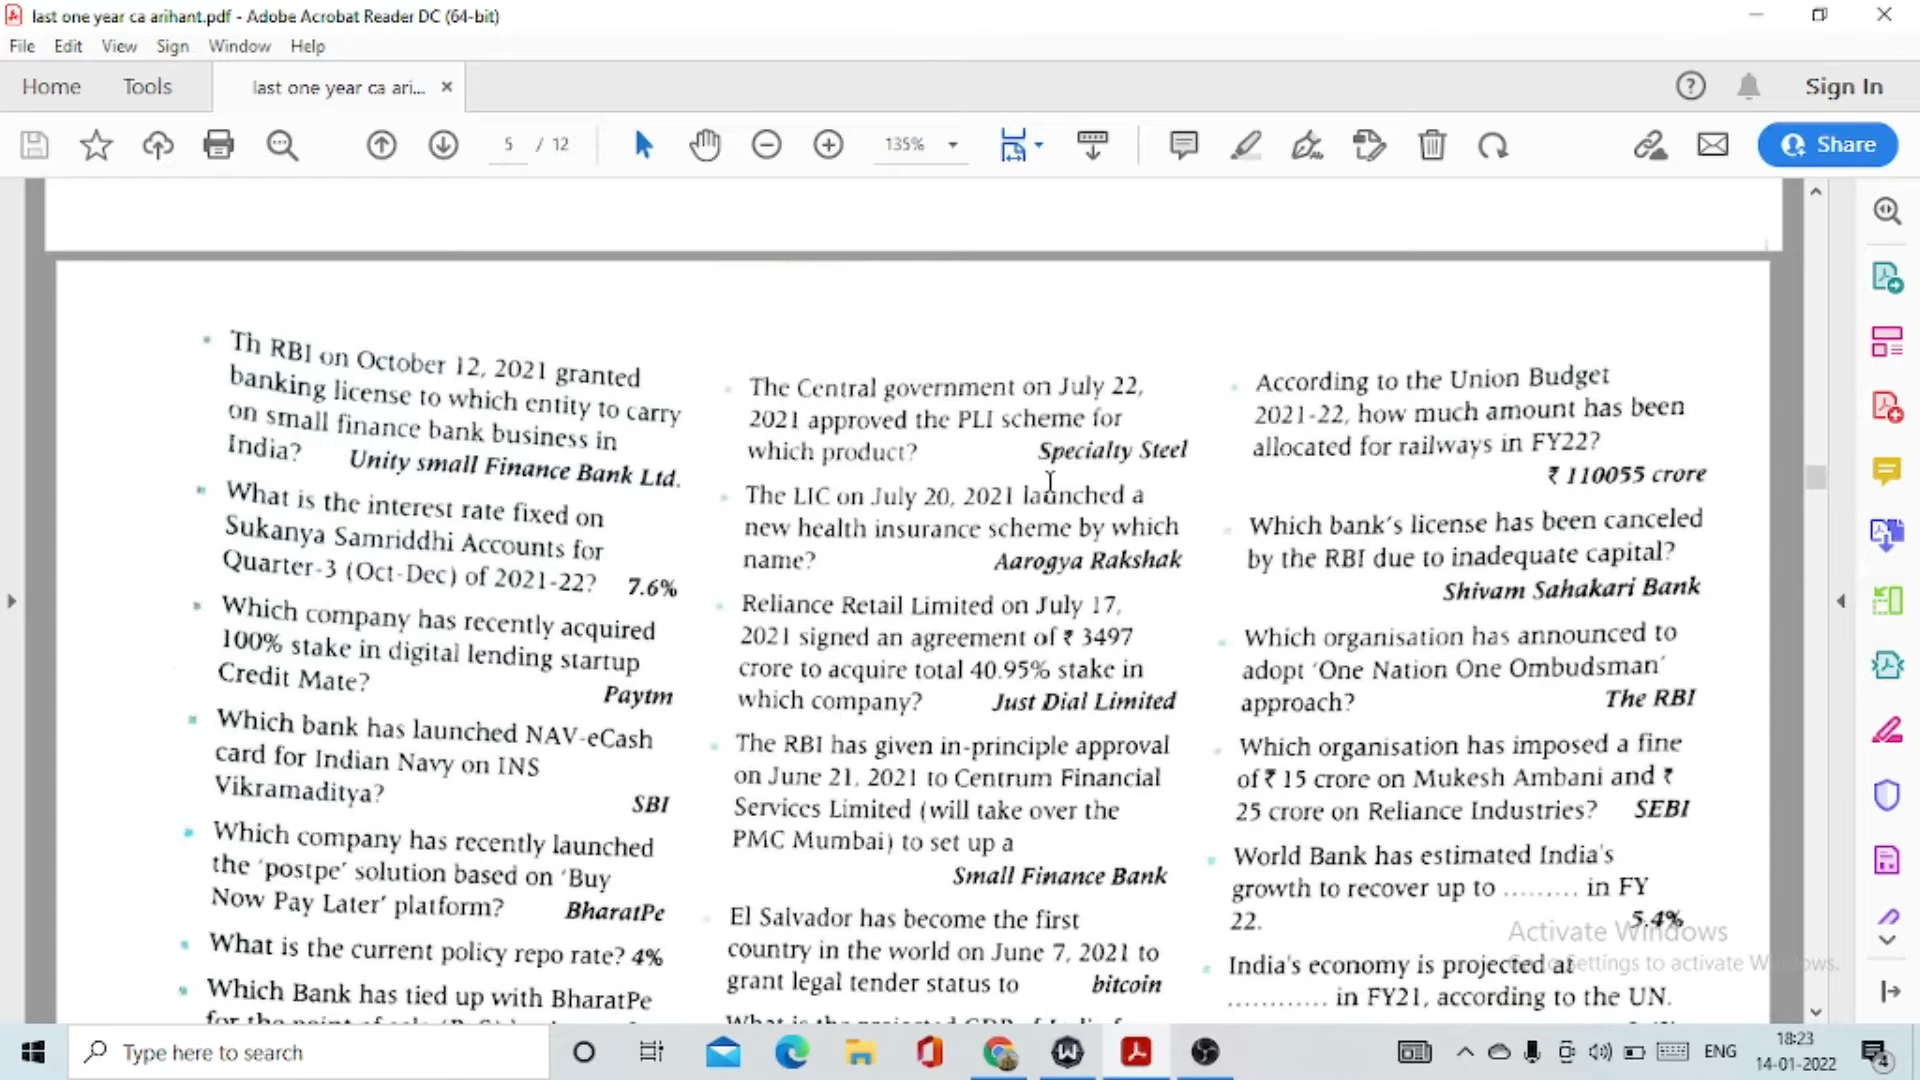 last one year ca arihant.pdf - Adobe Acrobat Reader DC (64-bit)
File Edit View Sign Window Help
Home Tools last one year ca ari... × Sign In
5 / 12 135% Share
Th RBI on October 12, 2021 granted
banking license to which entity to carry
on small finance bank business in
India? Unity small Finance Bank Ltd.
What is the interest rate fixed on
Sukanya Samriddhi Accounts for
Quarter-3 (Oct-Dec) of 2021-22? 7.6%
Which company has recently acquired
100% stake in digital lending startup
Credit Mate? Paytm
Which bank has launched NAV-eCash
card for Indian Navy on INS
Vikramaditya? SBI
Which company has recently launched
the 'postpe' solution based on 'Buy
Now Pay Later' platform? BharatPe
What is the current policy repo rate? 4%
Which Bank has tied up with BharatPe
The Central government on July 22,
2021 approved the PLI scheme for
which product? Specialty Steel
The LIC on July 20, 2021 launched a
new health insurance scheme by which
name? Aarogya Rakshak
Reliance Retail Limited on July 17,
2021 signed an agreement of ₹ 3497
crore to acquire total 40.95% stake in
which company? Just Dial Limited
The RBI has given in-principle approval
on June 21, 2021 to Centrum Financial
Services Limited (will take over the
PMC Mumbai) to set up a
Small Finance Bank
El Salvador has become the first
country in the world on June 7, 2021 to
grant legal tender status to bitcoin
According to the Union Budget
2021-22, how much amount has been
allocated for railways in FY22?
₹ 110055 crore
Which bank's license has been canceled
by the RBI due to inadequate capital?
Shivam Sahakari Bank
Which organisation has announced to
adopt 'One Nation One Ombudsman'
approach? The RBI
Which organisation has imposed a fine
of ₹ 15 crore on Mukesh Ambani and ₹
25 crore on Reliance Industries? SEBI
World Bank has estimated India's
growth to recover up to ......... in FY
22. 5.4%
India's economy is projected at
............ in FY21, according to the UN.
Activate Windows
Go to Settings to activate Windows.
Type here to search
ENG
18:23
14-01-2022
4